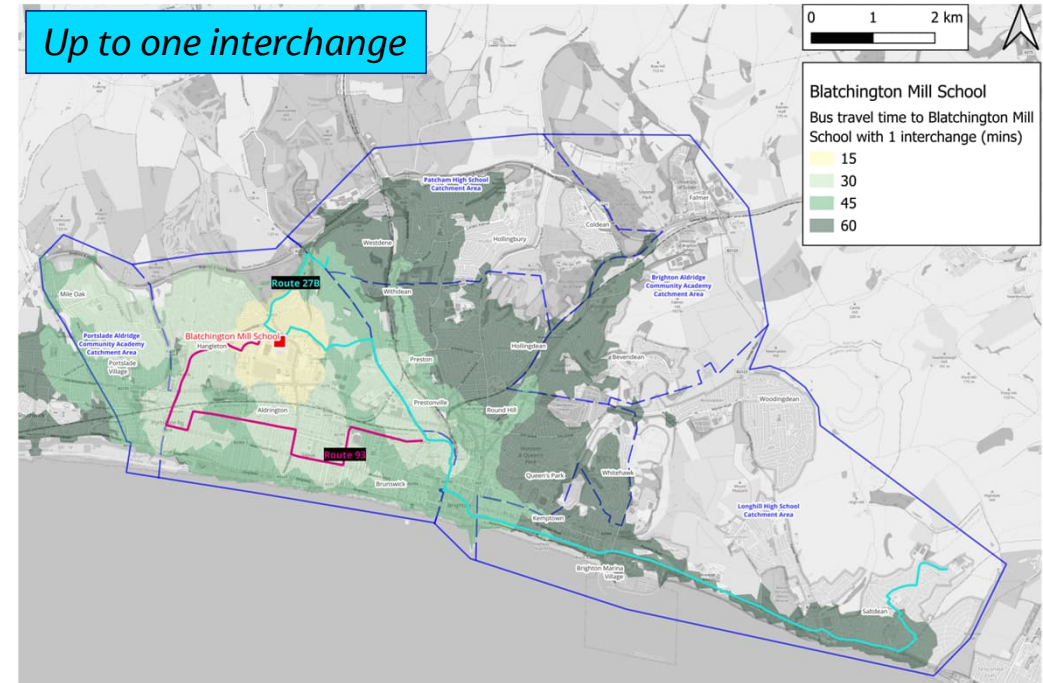 Up to one interchange
0 1 2 km
Blatchington Mill School
Bus travel time to Blatchington Mill
School with 1 interchange (mins)
15
30
45
60
Patcham High School
Catchment Area
Falmer
Coldean
Westdene
Hollingbury
Brighton Aldridge
Community Academy
Catchment Area
Route 27B
Withdean
Mile Oak
Portslade Aldridge
Community Academy
Catchment Area
Portslade
Village
Blatchington Mill School
Hangleton
Hollingdean
Bevendean
Preston
Prestonville
Round Hill
Woodingdean
Aldrington
Route 93
Brunswick
Queen's Park
Whitehawk
Kemptown
Longhill High School
Catchment Area
Brighton Marina
Village
Saltdean